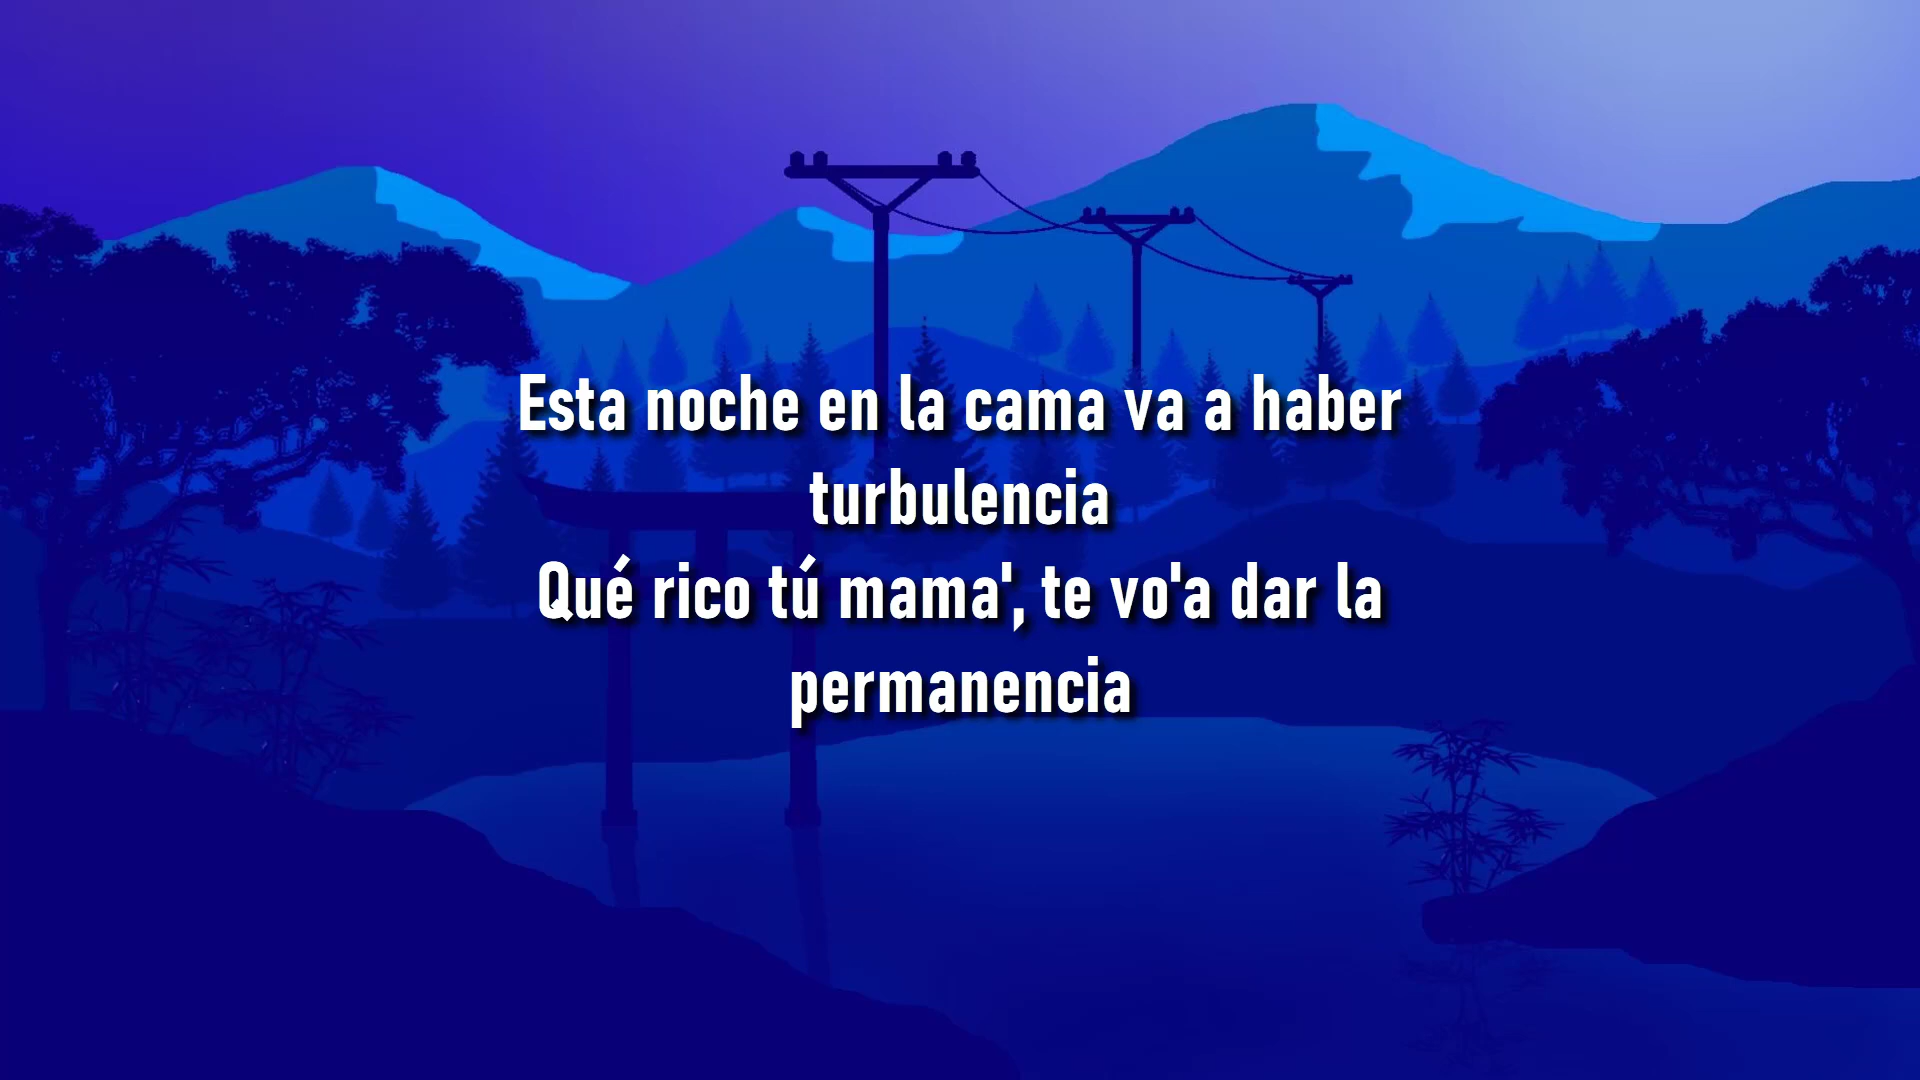 Esta noche en la cama va a haber
turbulencia
Qué rico tú mama', te vo'a dar la
permanencia